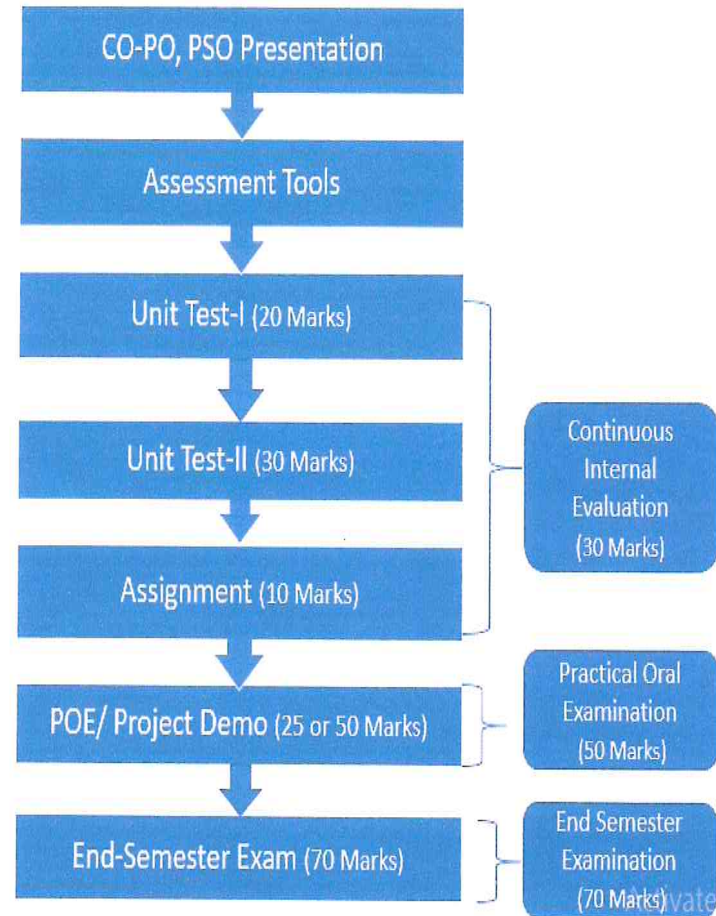 CO-PO, PSO Presentation
Assessment Tools
Unit Test-I (20 Marks)
Unit Test-II (30 Marks)
Assignment (10 Marks)
Continuous
Internal
Evaluation
(30 Marks)
POE/ Project Demo (25 or 50 Marks)
Practical Oral
Examination
(50 Marks)
End-Semester Exam (70 Marks)
End Semester
Examination
(70 Marks)
Activate